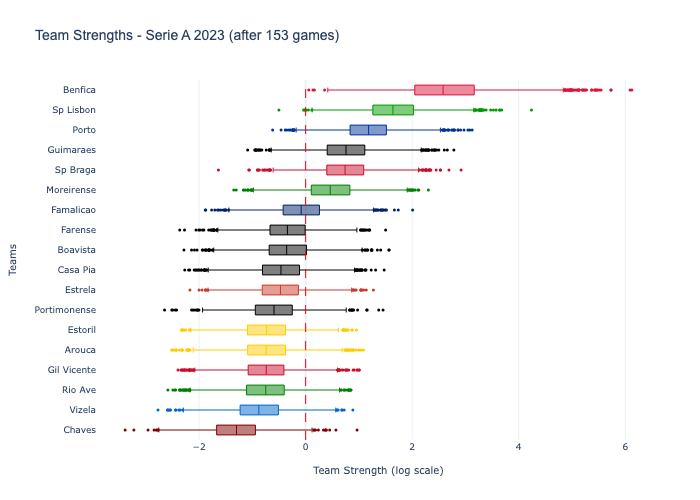 Team Strengths - Serie A 2023 (after 153 games)
Benfica
Sp Lisbon
Porto
Guimaraes
Sp Braga
Moreirense
Famalicao
Farense
Boavista
Casa Pia
Estrela
Portimonense
Estoril
Arouca
Gil Vicente
Rio Ave
Vizela
Chaves
Teams
−2 0 2 4 6
Team Strength (log scale)